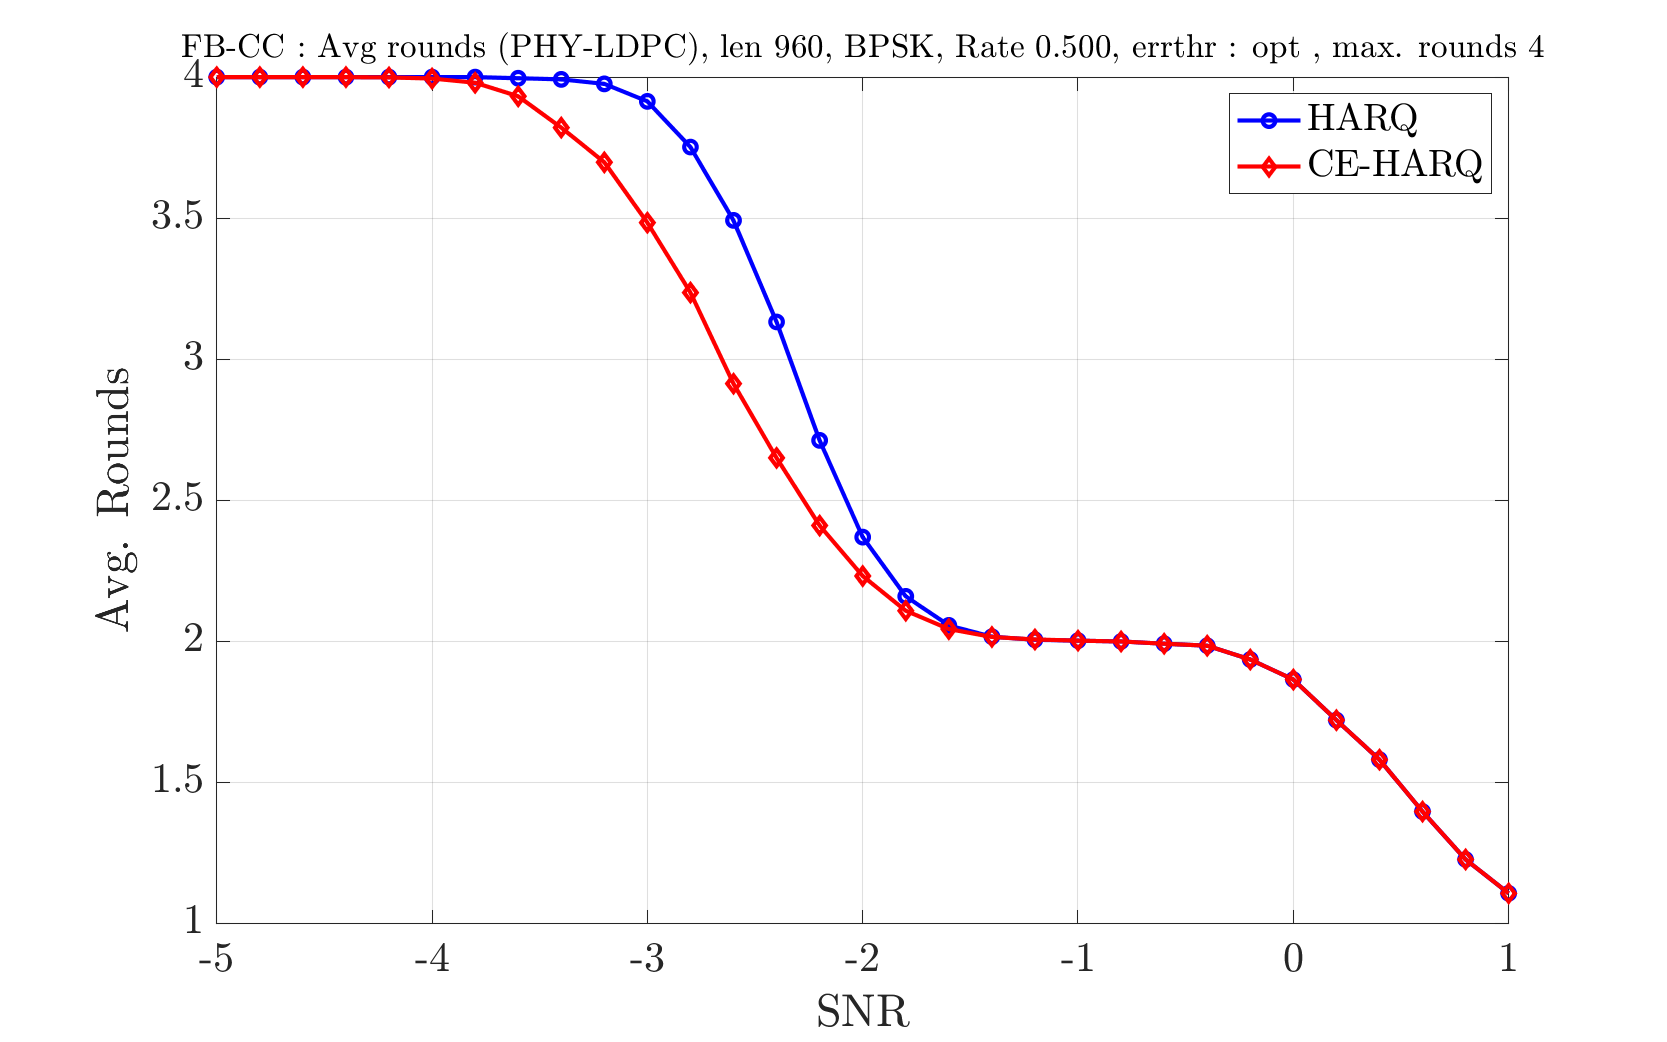 FB-CC : Avg rounds (PHY-LDPC), len 960, BPSK, Rate 0.500, errthr : opt , max. rounds 4
HARQ
CE-HARQ
4
3.5
3
2.5
2
1.5
1
Avg. Rounds
-5 -4 -3 -2 -1 0 1
SNR